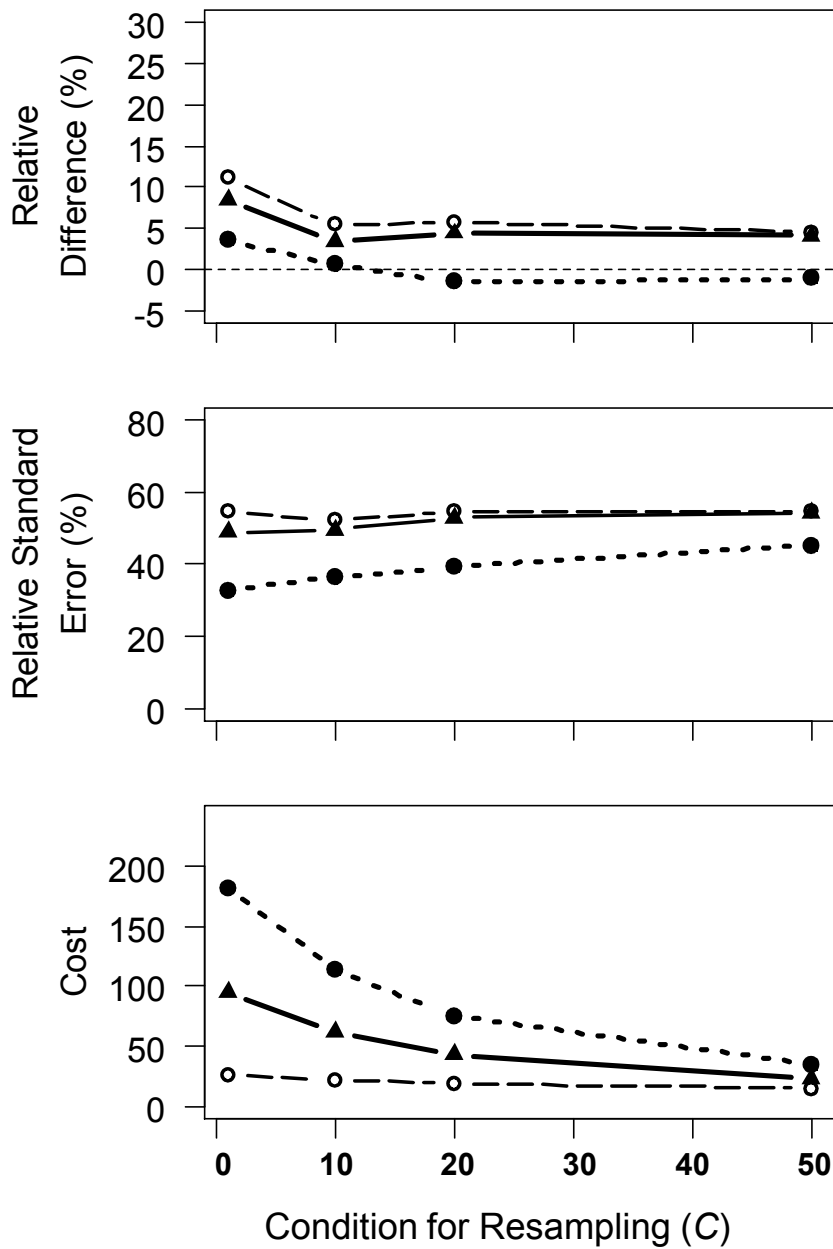 Relative
Difference (%)
30
25
20
15
10
5
0
-5
Relative Standard
Error (%)
80
60
40
20
0
Cost
200
150
100
50
0
0 10 20 30 40 50
Condition for Resampling (C)